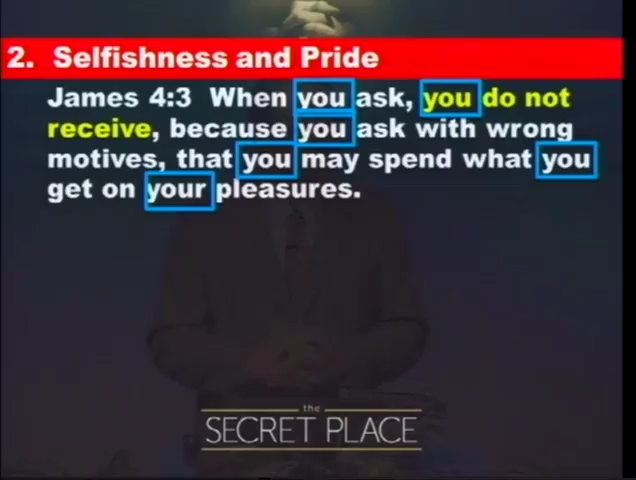 2. Selfishness and Pride
James 4:3 When you ask, you do not
receive, because you ask with wrong
motives, that you may spend what you
get on your pleasures.
the
SECRET PLACE